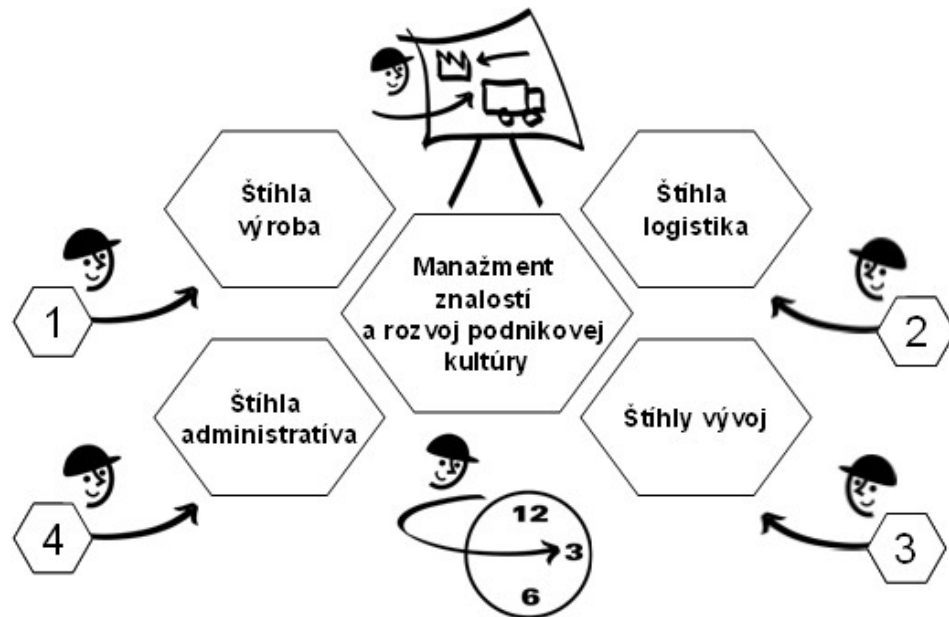 Štíhla
výroba
Štíhla
logistika
Manažment
znalostí
a rozvoj podnikovej
kultúry
1
2
Štíhla
administratíva
Štíhly vývoj
4
3
12
3
6